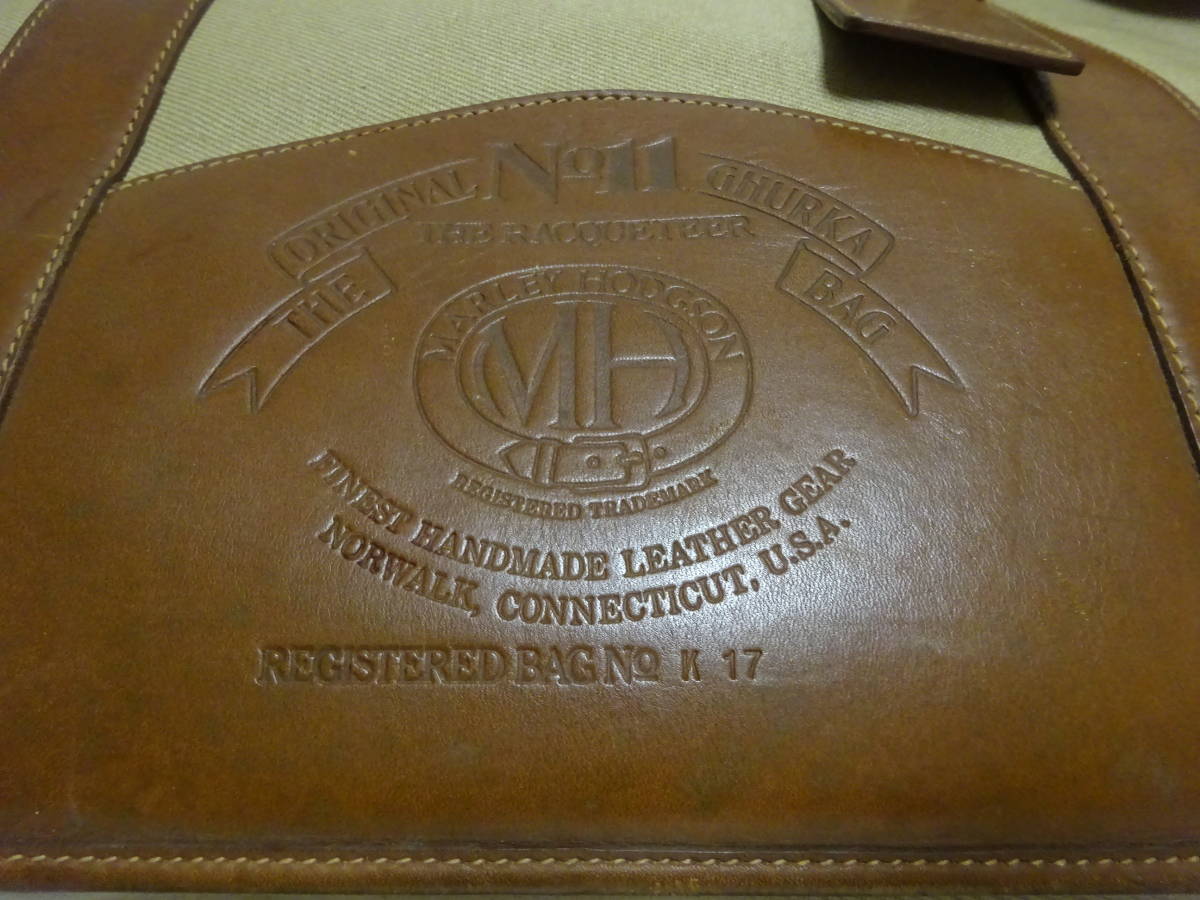 THE ORIGINAL No11 GHURKA BAG
THE RACQUETEER
MARLEY HODGSON
MH
REGISTERED TRADEMARK
FINEST HANDMADE LEATHER GEAR
NORWALK, CONNECTICUT, U.S.A.
REGISTERED BAG No K 17